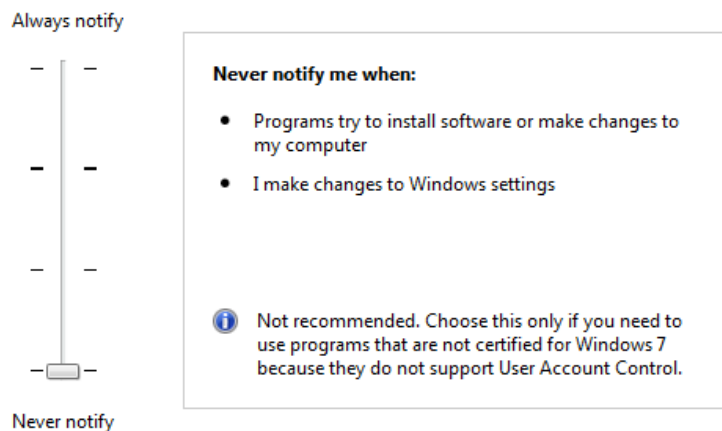 Always notify
Never notify me when:
Programs try to install software or make changes to
my computer
I make changes to Windows settings
Not recommended. Choose this only if you need to
use programs that are not certified for Windows 7
because they do not support User Account Control.
Never notify